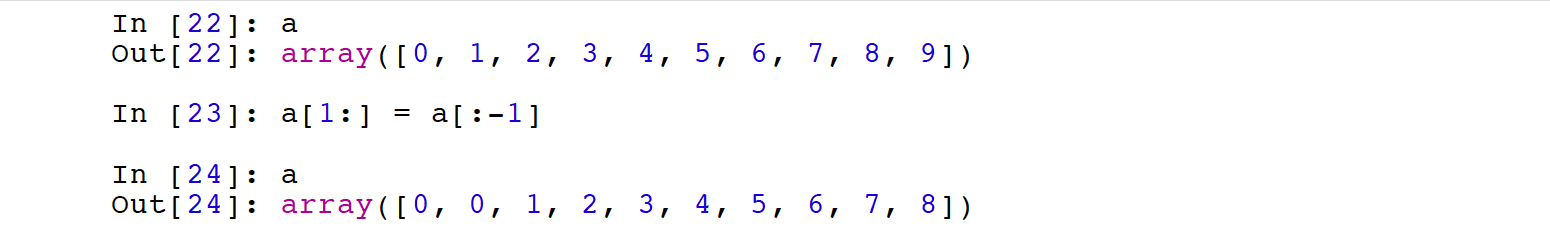 In [22]: a
Out[22]: array([0, 1, 2, 3, 4, 5, 6, 7, 8, 9])
In [23]: a[1:] = a[:-1]
In [24]: a
Out[24]: array([0, 0, 1, 2, 3, 4, 5, 6, 7, 8])